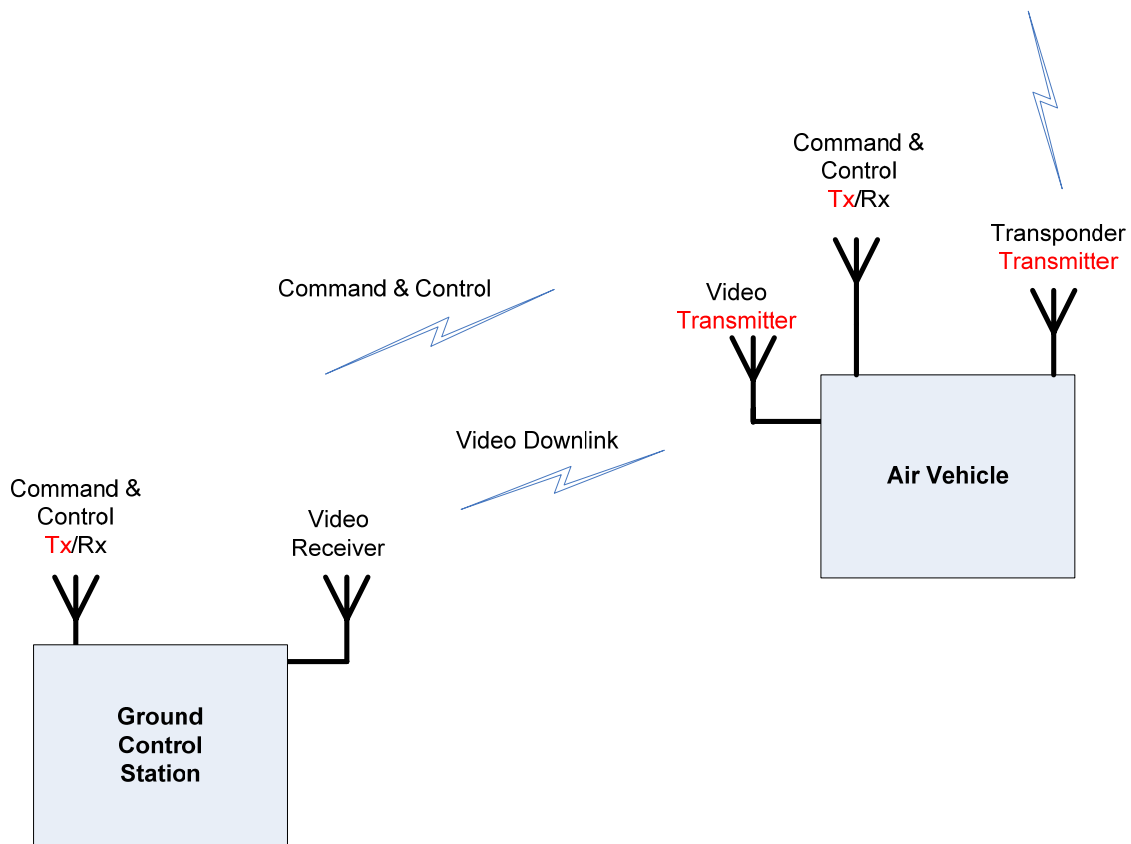 Command &
Control
Tx/Rx
Transponder
Transmitter
Command & Control
Video
Transmitter
Video Downlink
Air Vehicle
Command &
Control
Tx/Rx
Video
Receiver
Ground
Control
Station